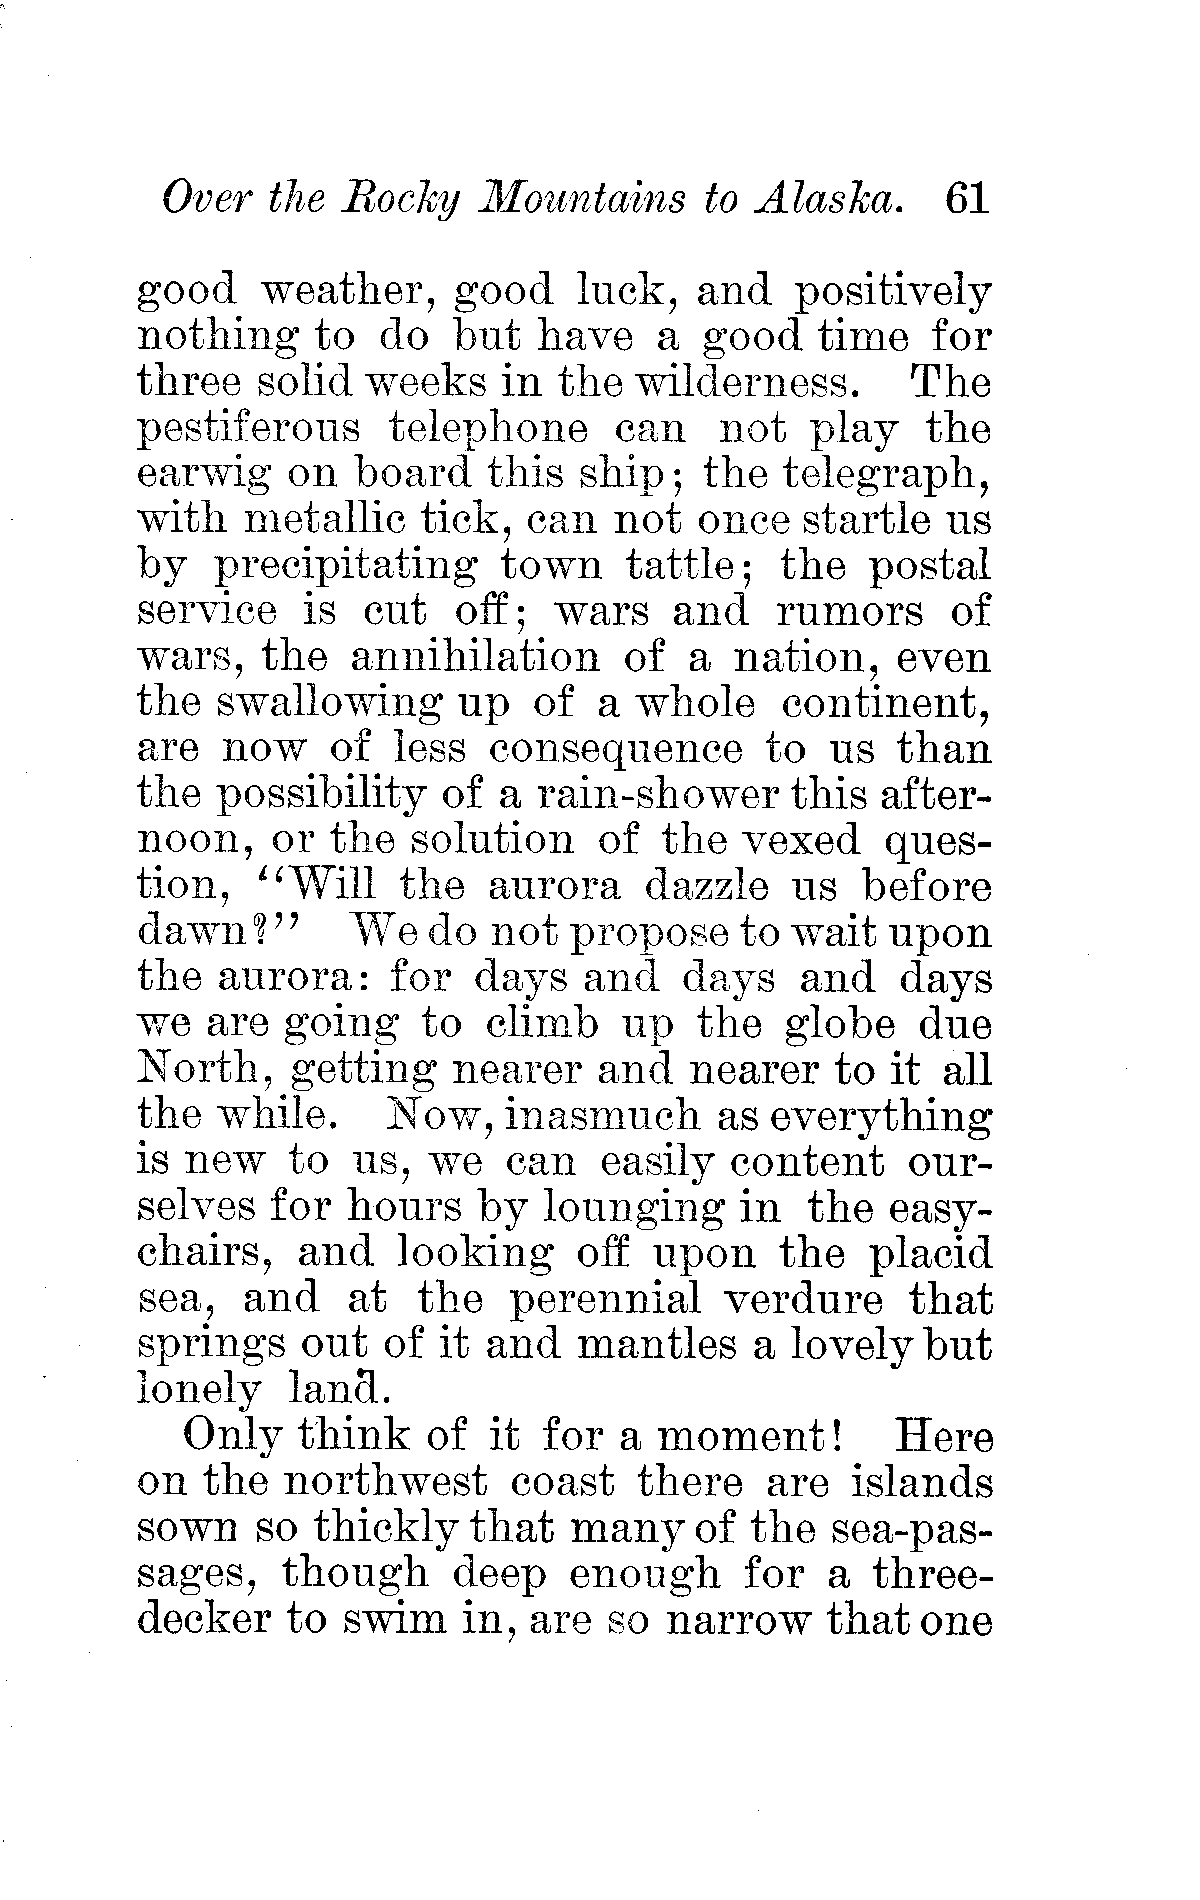 Over the Rocky Mountains to Alaska. 61
good weather, good luck, and positively
nothing to do but have a good time for
three solid weeks in the wilderness. The
pestiferous telephone can not play the
earwig on board this ship; the telegraph,
with metallic tick, can not once startle us
by precipitating town tattle; the postal
service is cut off; wars and rumors of
wars, the annihilation of a nation, even
the swallowing up of a whole continent,
are now of less consequence to us than
the possibility of a rain-shower this after-
noon, or the solution of the vexed ques-
tion, "Will the aurora dazzle us before
dawn?" We do not propose to wait upon
the aurora: for days and days and days
we are going to climb up the globe due
North, getting nearer and nearer to it all
the while. Now, inasmuch as everything
is new to us, we can easily content our-
selves for hours by lounging in the easy-
chairs, and looking off upon the placid
sea, and at the perennial verdure that
springs out of it and mantles a lovely but
lonely land.
Only think of it for a moment! Here
on the northwest coast there are islands
sown so thickly that many of the sea-pas-
sages, though deep enough for a three-
decker to swim in, are so narrow that one